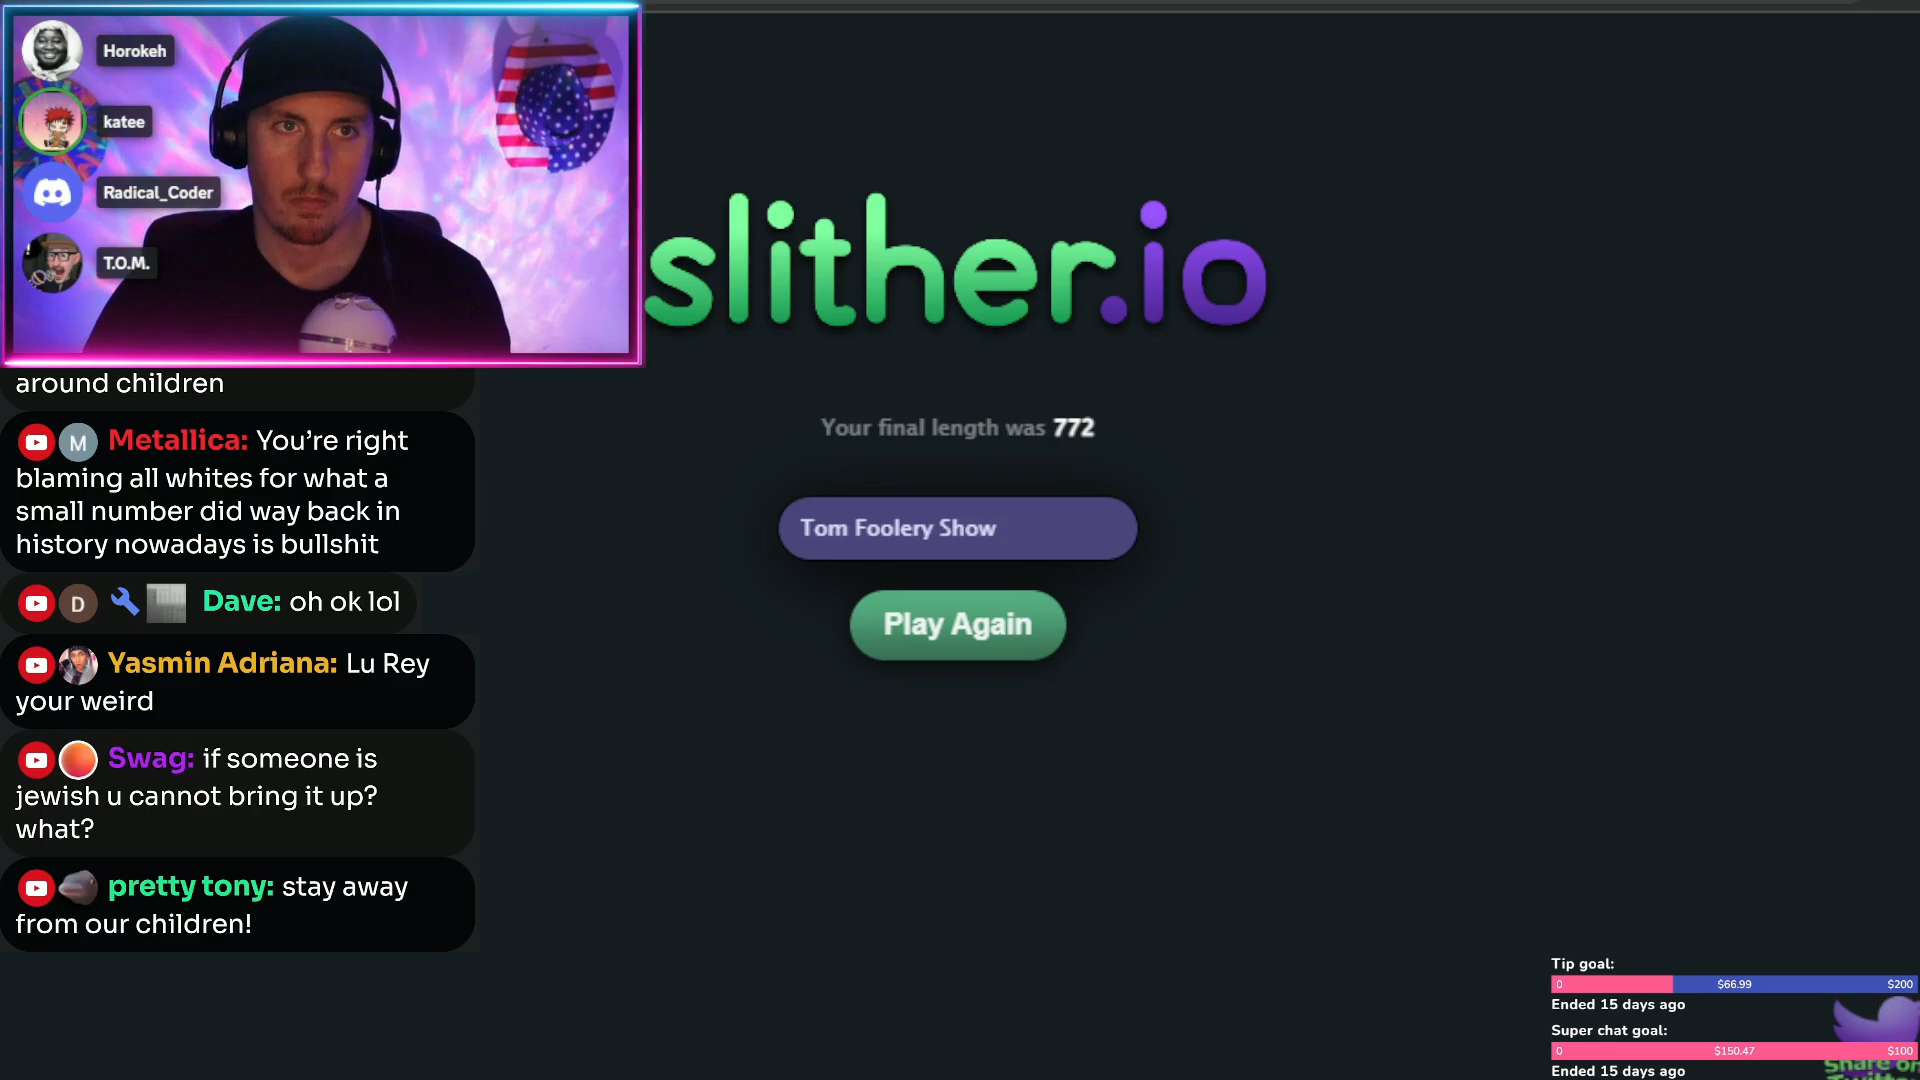 Horokeh
katee
Radical_Coder
T.O.M.
slither.io
Your final length was 772
Tom Foolery Show
Play Again
around children
M Metallica: You’re right
blaming all whites for what a
small number did way back in
history nowadays is bullshit
D Dave: oh ok lol
Yasmin Adriana: Lu Rey
your weird
Swag: if someone is
jewish u cannot bring it up?
what?
pretty tony: stay away
from our children!
Tip goal:
0 $66.99 $200
Ended 15 days ago
Super chat goal:
0 $150.47 $100
Ended 15 days ago
Share on